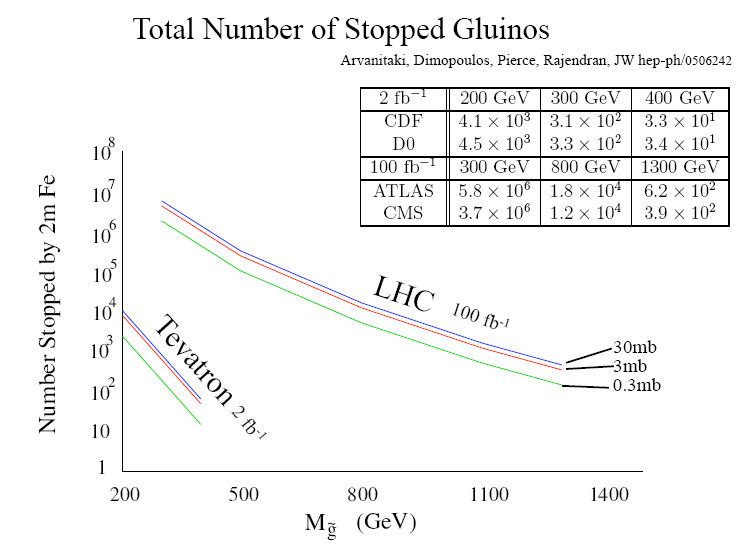 Total Number of Stopped Gluinos
Arvanitaki, Dimopoulos, Pierce, Rajendran, JW hep-ph/0506242
2 fb⁻¹ 200 GeV 300 GeV 400 GeV
CDF 4.1 × 10³ 3.1 × 10² 3.3 × 10¹
D0 4.5 × 10³ 3.3 × 10² 3.4 × 10¹
100 fb⁻¹ 300 GeV 800 GeV 1300 GeV
ATLAS 5.8 × 10⁶ 1.8 × 10⁴ 6.2 × 10²
CMS 3.7 × 10⁶ 1.2 × 10⁴ 3.9 × 10²
Number Stopped by 2m Fe
10⁸
10⁷
10⁶
10⁵
10⁴
10³
10²
10
1
LHC 100 fb⁻¹
Tevatron 2 fb⁻¹
30mb
3mb
0.3mb
200 500 800 1100 1400
M_g̃ (GeV)